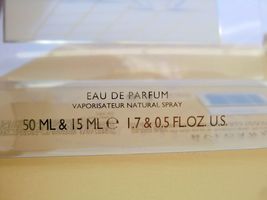 EAU DE PARFUM
VAPORISATEUR NATURAL SPRAY
50 ML & 15 ML ℮ 1.7 & 0.5 FL.OZ. U.S.